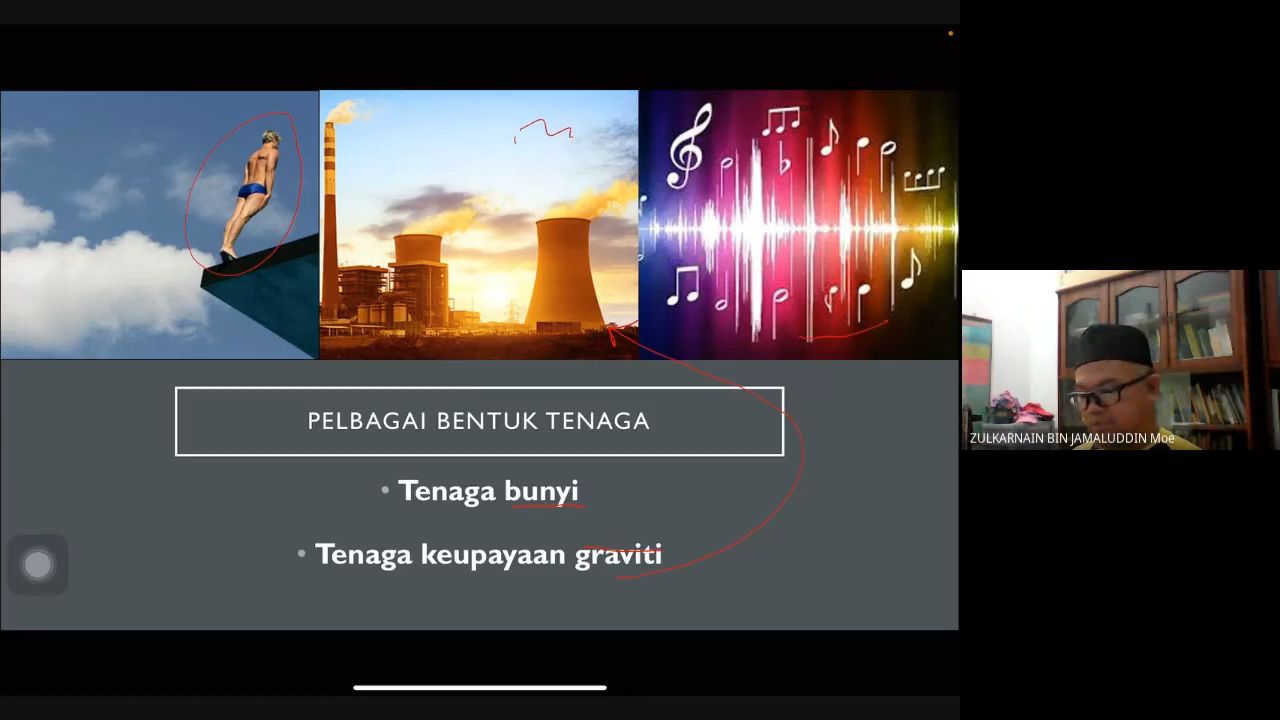 PELBAGAI BENTUK TENAGA
• Tenaga bunyi
• Tenaga keupayaan graviti
ZULKARNAIN BIN JAMALUDDIN Moe